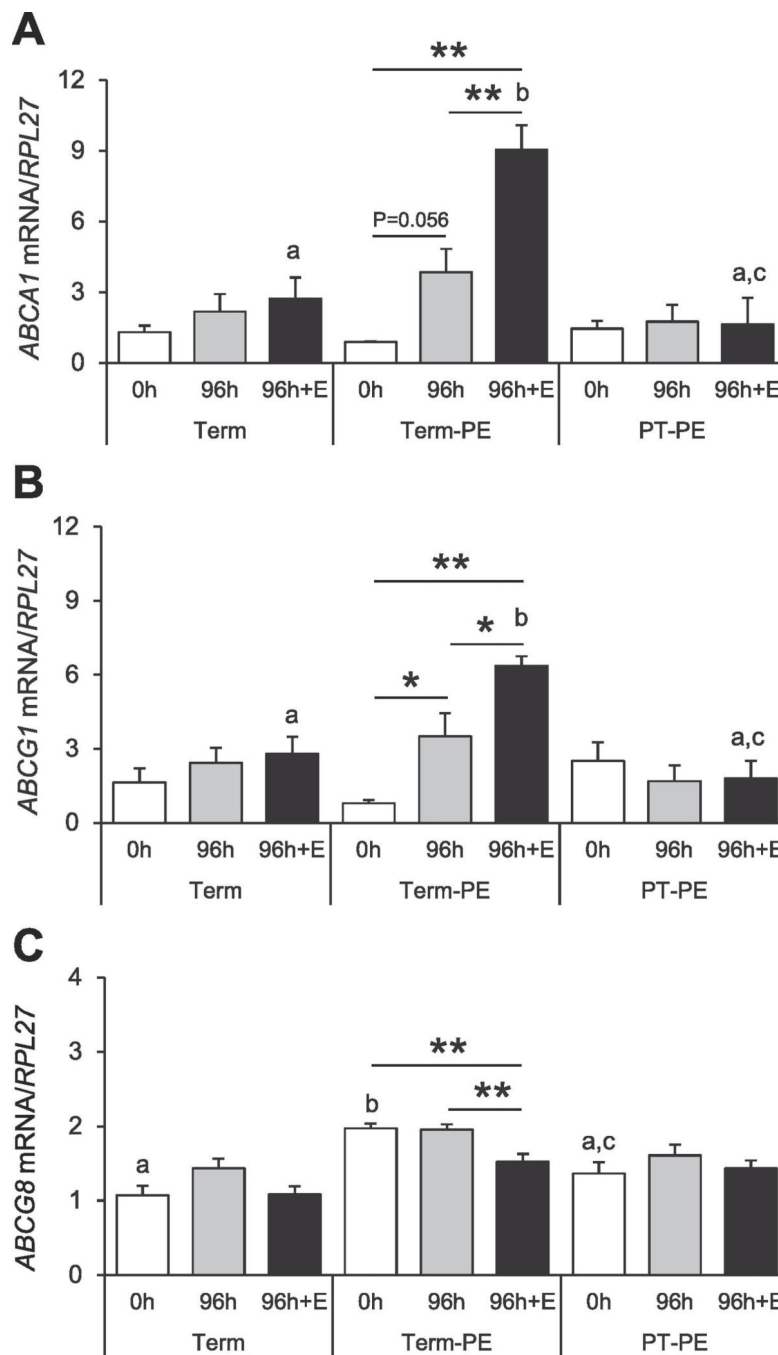 A
ABCA1 mRNA/RPL27
12
9
6
3
0
**
** b
P=0.056
a
a,c
0h 96h 96h+E 0h 96h 96h+E 0h 96h 96h+E
Term Term-PE PT-PE
B
ABCG1 mRNA/RPL27
12
9
6
3
0
**
* b
*
a
a,c
0h 96h 96h+E 0h 96h 96h+E 0h 96h 96h+E
Term Term-PE PT-PE
C
ABCG8 mRNA/RPL27
4
3
2
1
0
**
b **
a
a,c
0h 96h 96h+E 0h 96h 96h+E 0h 96h 96h+E
Term Term-PE PT-PE